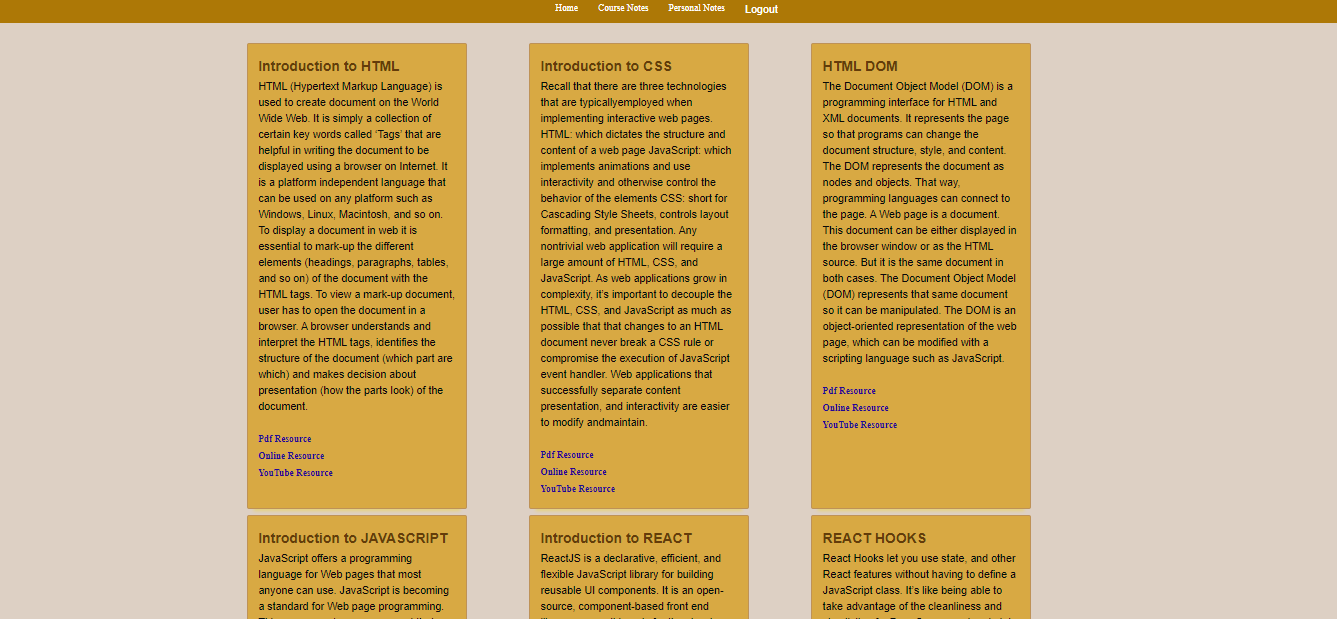 Home Course Notes Personal Notes Logout
Introduction to HTML
HTML (Hypertext Markup Language) is
used to create document on the World
Wide Web. It is simply a collection of
certain key words called ‘Tags’ that are
helpful in writing the document to be
displayed using a browser on Internet. It
is a platform independent language that
can be used on any platform such as
Windows, Linux, Macintosh, and so on.
To display a document in web it is
essential to mark-up the different
elements (headings, paragraphs, tables,
and so on) of the document with the
HTML tags. To view a mark-up document,
user has to open the document in a
browser. A browser understands and
interpret the HTML tags, identifies the
structure of the document (which part are
which) and makes decision about
presentation (how the parts look) of the
document.
Pdf Resource
Online Resource
YouTube Resource
Introduction to CSS
Recall that there are three technologies
that are typicallyemployed when
implementing interactive web pages.
HTML: which dictates the structure and
content of a web page JavaScript: which
implements animations and use
interactivity and otherwise control the
behavior of the elements CSS: short for
Cascading Style Sheets, controls layout
formatting, and presentation. Any
nontrivial web application will require a
large amount of HTML, CSS, and
JavaScript. As web applications grow in
complexity, it’s important to decouple the
HTML, CSS, and JavaScript as much as
possible that that changes to an HTML
document never break a CSS rule or
compromise the execution of JavaScript
event handler. Web applications that
successfully separate content
presentation, and interactivity are easier
to modify andmaintain.
Pdf Resource
Online Resource
YouTube Resource
HTML DOM
The Document Object Model (DOM) is a
programming interface for HTML and
XML documents. It represents the page
so that programs can change the
document structure, style, and content.
The DOM represents the document as
nodes and objects. That way,
programming languages can connect to
the page. A Web page is a document.
This document can be either displayed in
the browser window or as the HTML
source. But it is the same document in
both cases. The Document Object Model
(DOM) represents that same document
so it can be manipulated. The DOM is an
object-oriented representation of the web
page, which can be modified with a
scripting language such as JavaScript.
Pdf Resource
Online Resource
YouTube Resource
Introduction to JAVASCRIPT
JavaScript offers a programming
language for Web pages that most
anyone can use. JavaScript is becoming
a standard for Web page programming.
Introduction to REACT
ReactJS is a declarative, efficient, and
flexible JavaScript library for building
reusable UI components. It is an open-
source, component-based front end
REACT HOOKS
React Hooks let you use state, and other
React features without having to define a
JavaScript class. It’s like being able to
take advantage of the cleanliness and